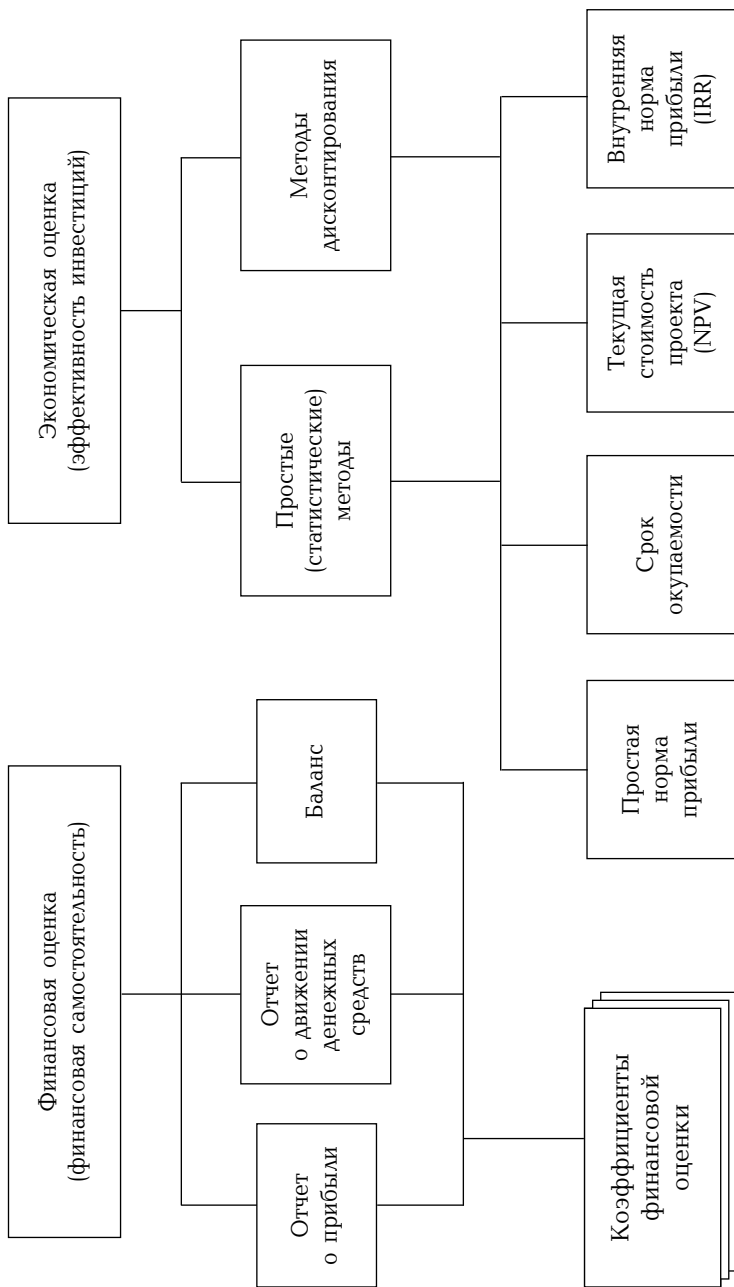 Финансовая оценка
(финансовая самостоятельность)
Экономическая оценка
(эффективность инвестиций)
Отчет
о прибыли
Отчет
о движении
денежных
средств
Баланс
Простые
(статистические)
методы
Методы
дисконтирования
Коэффициенты
финансовой
оценки
Простая
норма
прибыли
Срок
окупаемости
Текущая
стоимость
проекта
(NPV)
Внутренняя
норма
прибыли
(IRR)